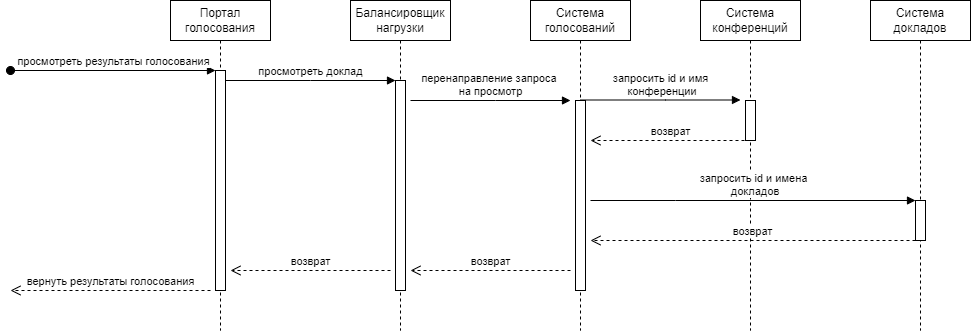 Портал
голосования
Балансировщик
нагрузки
Система
голосований
Система
конференций
Система
докладов
просмотреть результаты голосования
просмотреть доклад
перенаправление запроса
на просмотр
запросить id и имя
конференции
возврат
запросить id и имена
докладов
возврат
возврат
возврат
вернуть результаты голосования